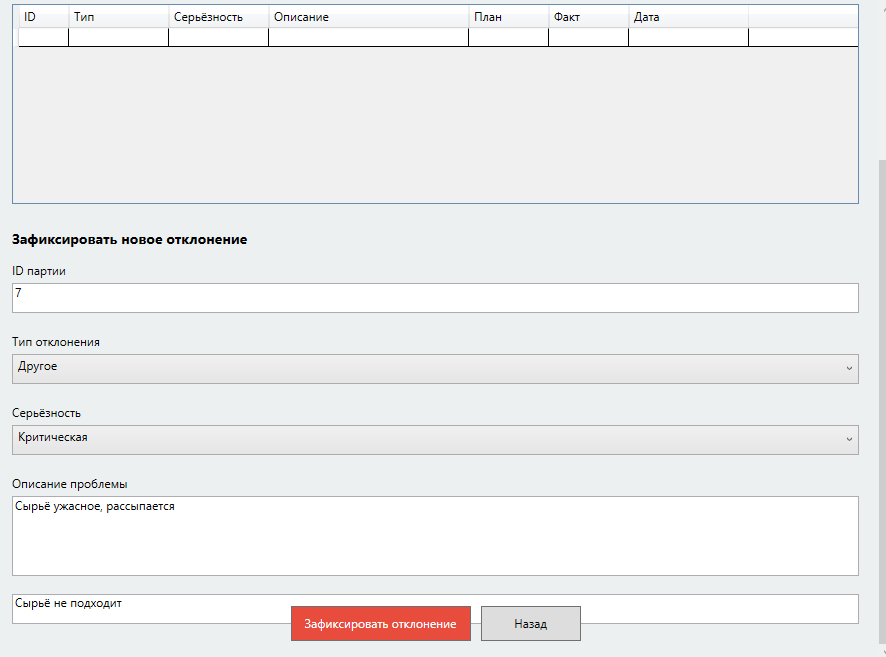 ID Тип Серьёзность Описание План Факт Дата
Зафиксировать новое отклонение
ID партии
7
Тип отклонения
Другое
Серьёзность
Критическая
Описание проблемы
Сырьё ужасное, рассыпается
Сырьё не подходит
Зафиксировать отклонение Назад